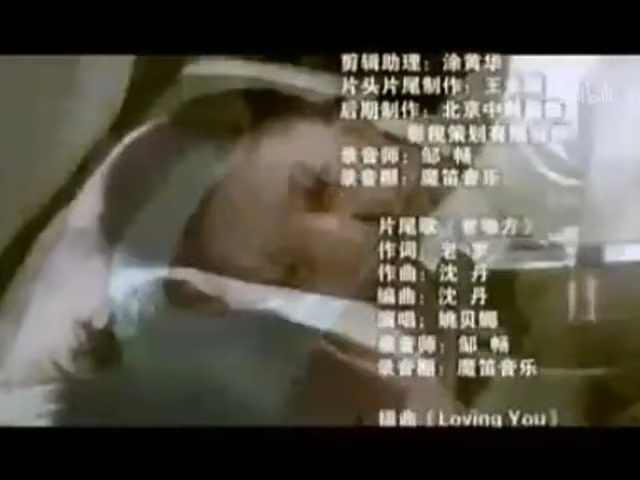 剪辑助理：涂黄华
片头片尾制作：王
后期制作：北京中
影视策划有限
录音师：邹 畅
录音棚：魔笛音乐
片尾歌《 方》
作词：老
作曲：沈 丹
编曲：沈 丹
演唱：姚贝娜
录音师：邹 畅
录音棚：魔笛音乐
插曲《Loving You》
bilibili